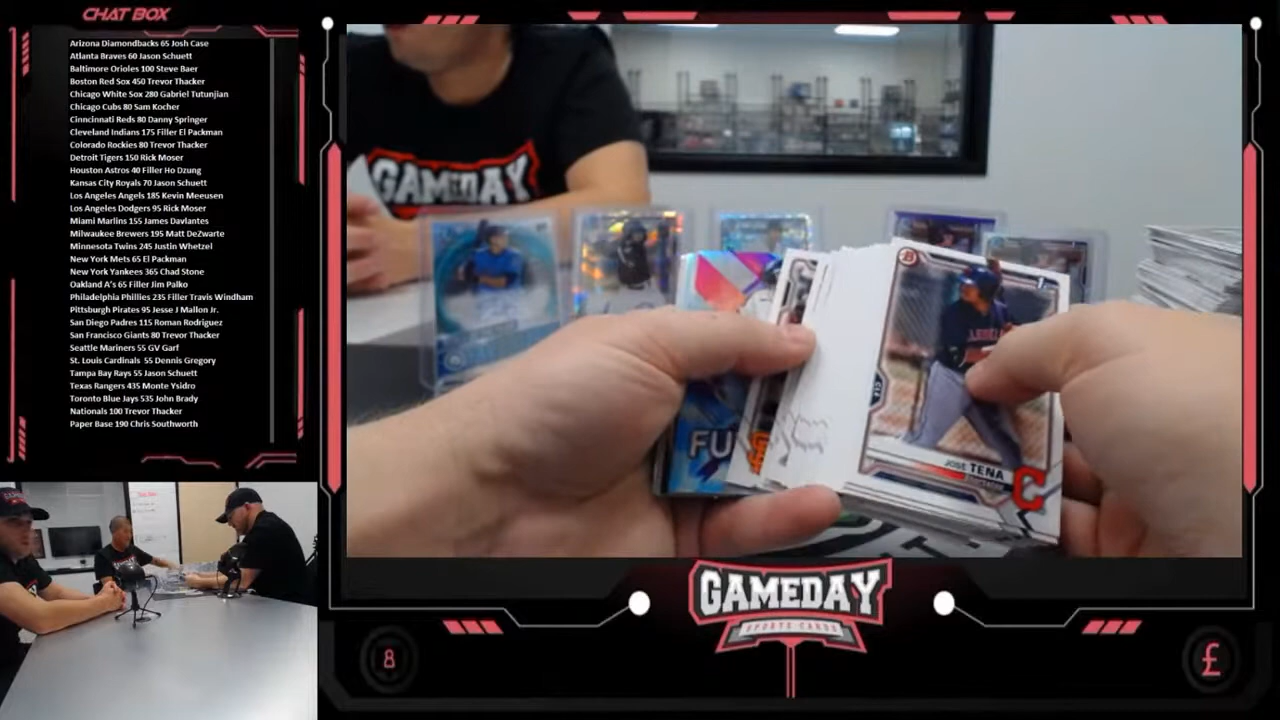 CHAT BOX
Arizona Diamondbacks 65 Josh Case
Atlanta Braves 60 Jason Schuett
Baltimore Orioles 100 Steve Baer
Boston Red Sox 450 Trevor Thacker
Chicago White Sox 280 Gabriel Tutunjian
Chicago Cubs 80 Sam Kocher
Cinncinnati Reds 80 Danny Springer
Cleveland Indians 175 Filler El Packman
Colorado Rockies 80 Trevor Thacker
Detroit Tigers 150 Rick Moser
Houston Astros 40 Filler Ho Dzung
Kansas City Royals 70 Jason Schuett
Los Angeles Angels 185 Kevin Meeusen
Los Angeles Dodgers 95 Rick Moser
Miami Marlins 155 James Davlantes
Milwaukee Brewers 195 Matt DeZwarte
Minnesota Twins 245 Justin Whetzel
New York Mets 65 El Packman
New York Yankees 365 Chad Stone
Oakland A's 65 Filler Jim Palko
Philadelphia Phillies 235 Filler Travis Windham
Pittsburgh Pirates 95 Jesse J Mallon Jr.
San Diego Padres 115 Roman Rodriguez
San Francisco Giants 80 Trevor Thacker
Seattle Mariners 55 GV Garf
St. Louis Cardinals 55 Dennis Gregory
Tampa Bay Rays 55 Jason Schuett
Texas Rangers 435 Monte Ysidro
Toronto Blue Jays 535 John Brady
Nationals 100 Trevor Thacker
Paper Base 190 Chris Southworth
GAMEDAY
B
1st
CLE
JOSE TENA
C
FU
GAMEDAY
SPORTS CARDS
8
£